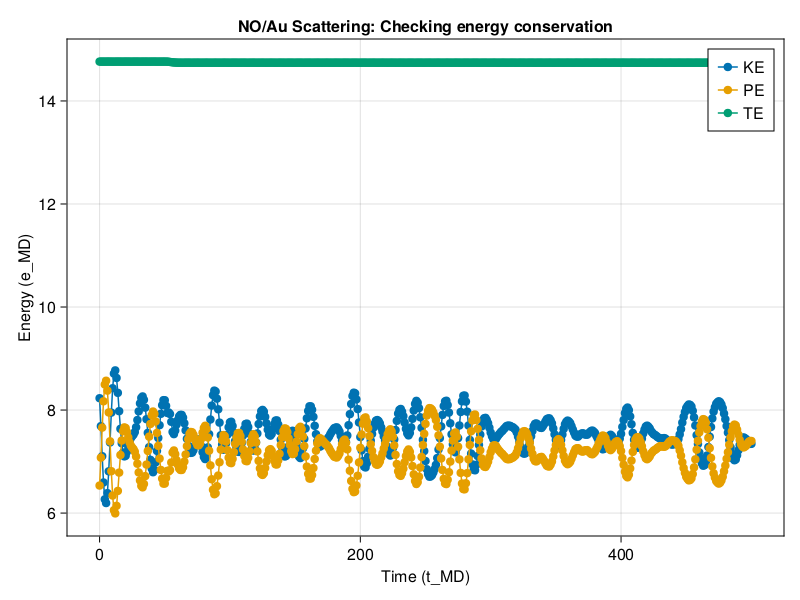 NO/Au Scattering: Checking energy conservation
KE
PE
TE
14
12
10
8
6
Energy (e_MD)
0
200
400
Time (t_MD)